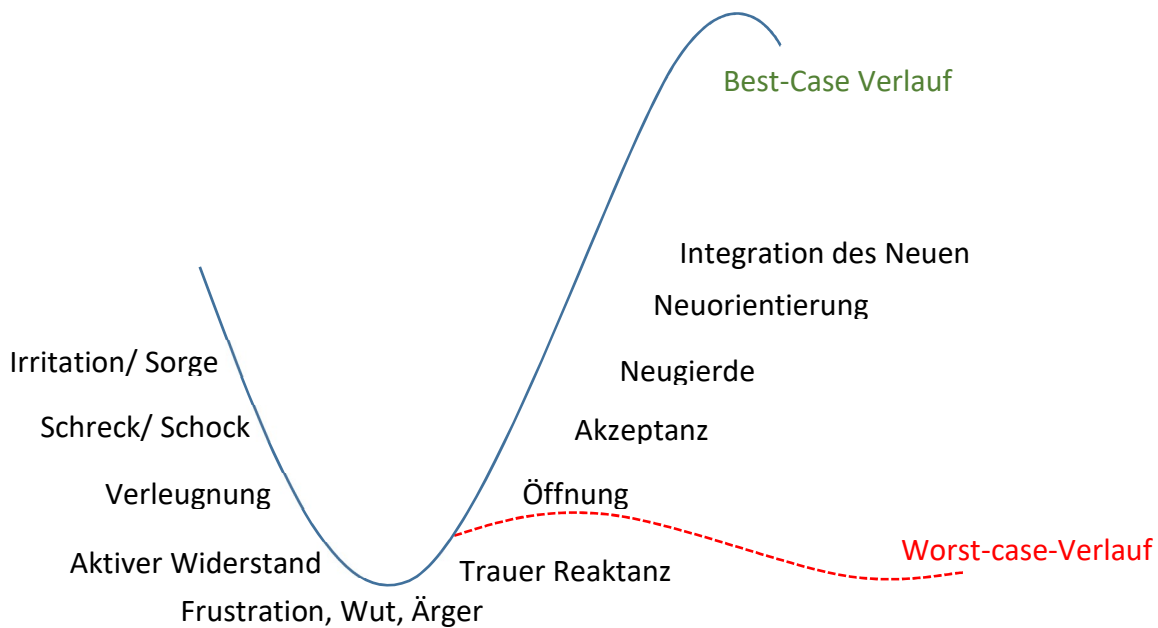 Best-Case Verlauf
Integration des Neuen
Neuorientierung
Irritation/ Sorge
Neugierde
Schreck/ Schock
Akzeptanz
Verleugnung
Öffnung
Aktiver Widerstand
Trauer Reaktanz
Worst-case-Verlauf
Frustration, Wut, Ärger